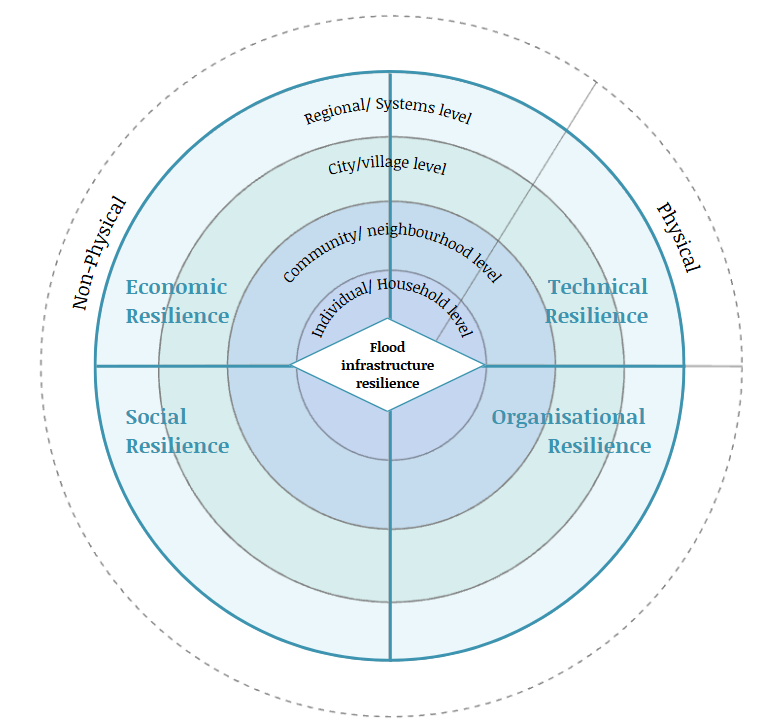 Regional/ Systems level
City/village level
Community/ neighbourhood level
Individual/ Household level
Non-Physical
Physical
Economic
Resilience
Technical
Resilience
Flood
infrastructure
resilience
Social
Resilience
Organisational
Resilience